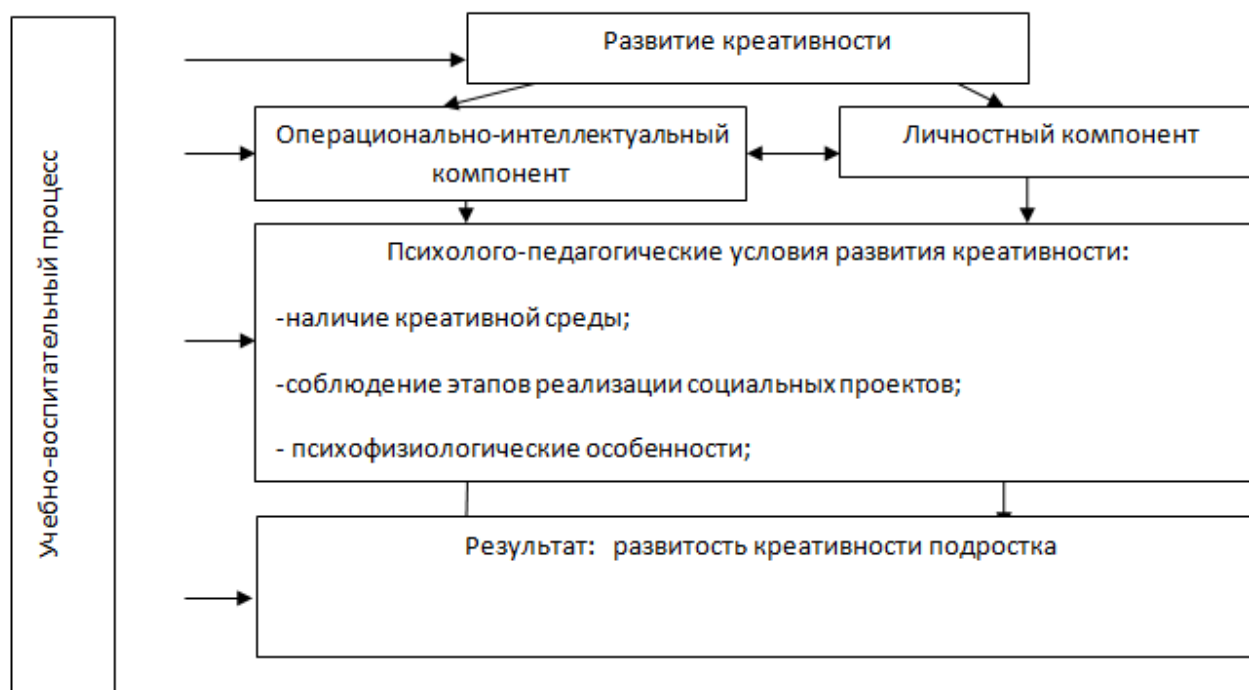 Учебно-воспитательный процесс
Развитие креативности
Операционально-интеллектуальный
компонент
Личностный компонент
Психолого-педагогические условия развития креативности:
-наличие креативной среды;
-соблюдение этапов реализации социальных проектов;
- психофизиологические особенности;
Результат: развитость креативности подростка